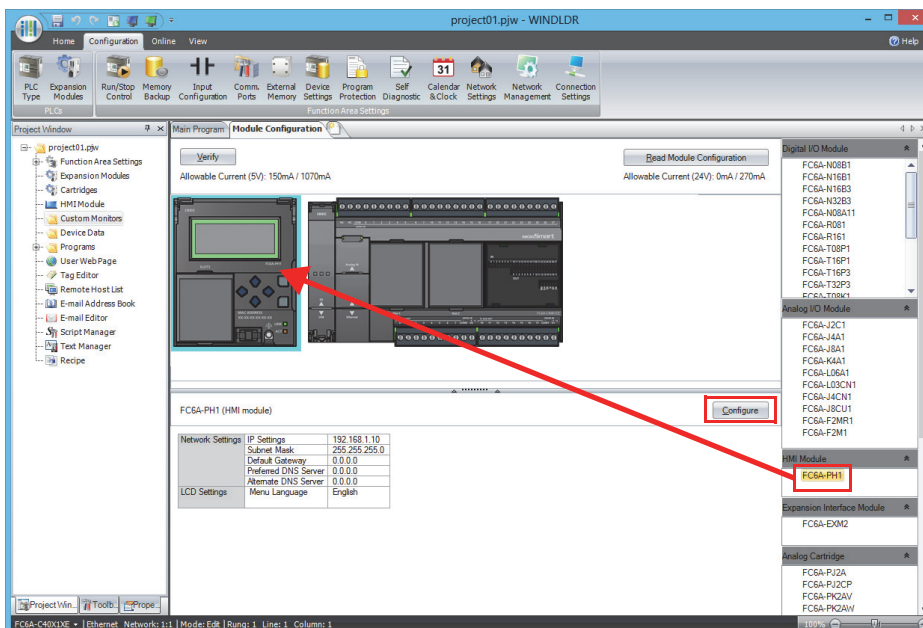 project01.pjw - WINDLDR
Home Configuration Online View
Help
PLC Type
Expansion Modules
Run/Stop Control
Memory Backup
Input Configuration
Comm. Ports
External Memory
Device Settings
Program Protection
Self Diagnostic
31
Calendar & Clock
Network Settings
Network Management
Connection Settings
PLCs
Function Area Settings
Project Window
project01.pjw
Function Area Settings
Expansion Modules
Cartridges
HMI Module
Custom Monitors
Device Data
Programs
User Web Page
Tag Editor
Remote Host List
E-mail Address Book
E-mail Editor
Script Manager
Text Manager
Recipe
Project Win...
Toolb...
Prope...
Main Program
Module Configuration
Verify
Read Module Configuration
Allowable Current (5V): 150mA / 1070mA
Allowable Current (24V): 0mA / 270mA
FC6A-PH1 (HMI module)
Configure
Network Settings IP Settings 192.168.1.10
Subnet Mask 255.255.255.0
Default Gateway 0.0.0.0
Preferred DNS Server 0.0.0.0
Alternate DNS Server 0.0.0.0
LCD Settings Menu Language English
Digital I/O Module
FC6A-N08B1
FC6A-N16B1
FC6A-N16B3
FC6A-N32B3
FC6A-N08A11
FC6A-R081
FC6A-R161
FC6A-T08P1
FC6A-T16P1
FC6A-T16P3
FC6A-T32P3
FC6A-T08K1
Analog I/O Module
FC6A-J2C1
FC6A-J4A1
FC6A-J8A1
FC6A-K4A1
FC6A-L06A1
FC6A-L03CN1
FC6A-J4CN1
FC6A-J8CU1
FC6A-F2MR1
FC6A-F2M1
HMI Module
FC6A-PH1
Expansion Interface Module
FC6A-EXM2
Analog Cartridge
FC6A-PJ2A
FC6A-PJ2CP
FC6A-PK2AV
FC6A-PK2AW
FC6A-C40X1XE
Ethernet Network: 1:1 | Mode: Edit | Rung: 1 Line: 1 Column: 1
100%